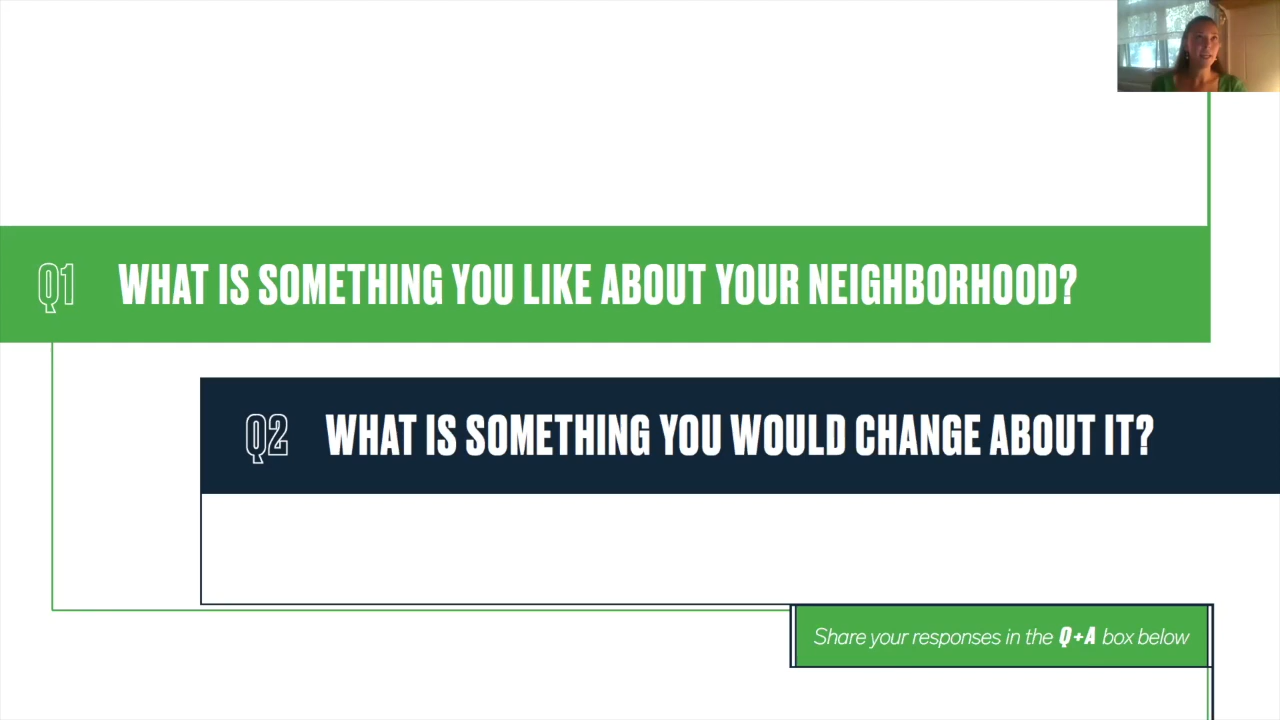 Q1 WHAT IS SOMETHING YOU LIKE ABOUT YOUR NEIGHBORHOOD?
Q2 WHAT IS SOMETHING YOU WOULD CHANGE ABOUT IT?
Share your responses in the Q+A box below